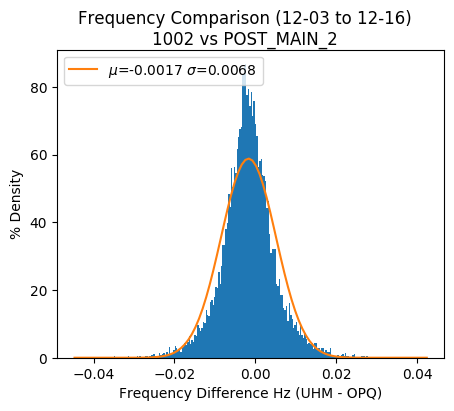 Frequency Comparison (12-03 to 12-16)
1002 vs POST_MAIN_2
μ=-0.0017 σ=0.0068
% Density
80
60
40
20
0
−0.04 −0.02 0.00 0.02 0.04
Frequency Difference Hz (UHM - OPQ)